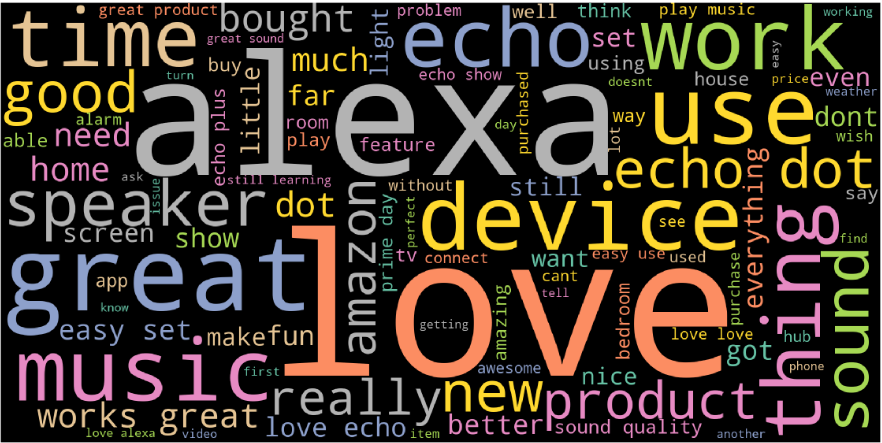 great product
time
great sound
bought
problem
light
well
think
play music
working
echo
set
work
easy
turn
buy
little
much
echo show
using
doesnt
house
price
even
weather
good
alexa
far
echo plus
purchased
use
alarm
able
need
room
play
day
lot
way
dont
wish
feature
home
ask
issue
still learning
without
still
echo dot
say
speaker
dot
amazon
perfect
device
see
everything
thing
screen
show
prime day
tv
connect
want
easy use
used
find
great
love
app
cant
purchase
sound
know
tell
easy set
make
fun
getting
amazing
bedroom
love love
got
hub
music
first
awesome
nice
phone
really
new
product
works great
love echo
better
sound quality
love alexa
video
item
another